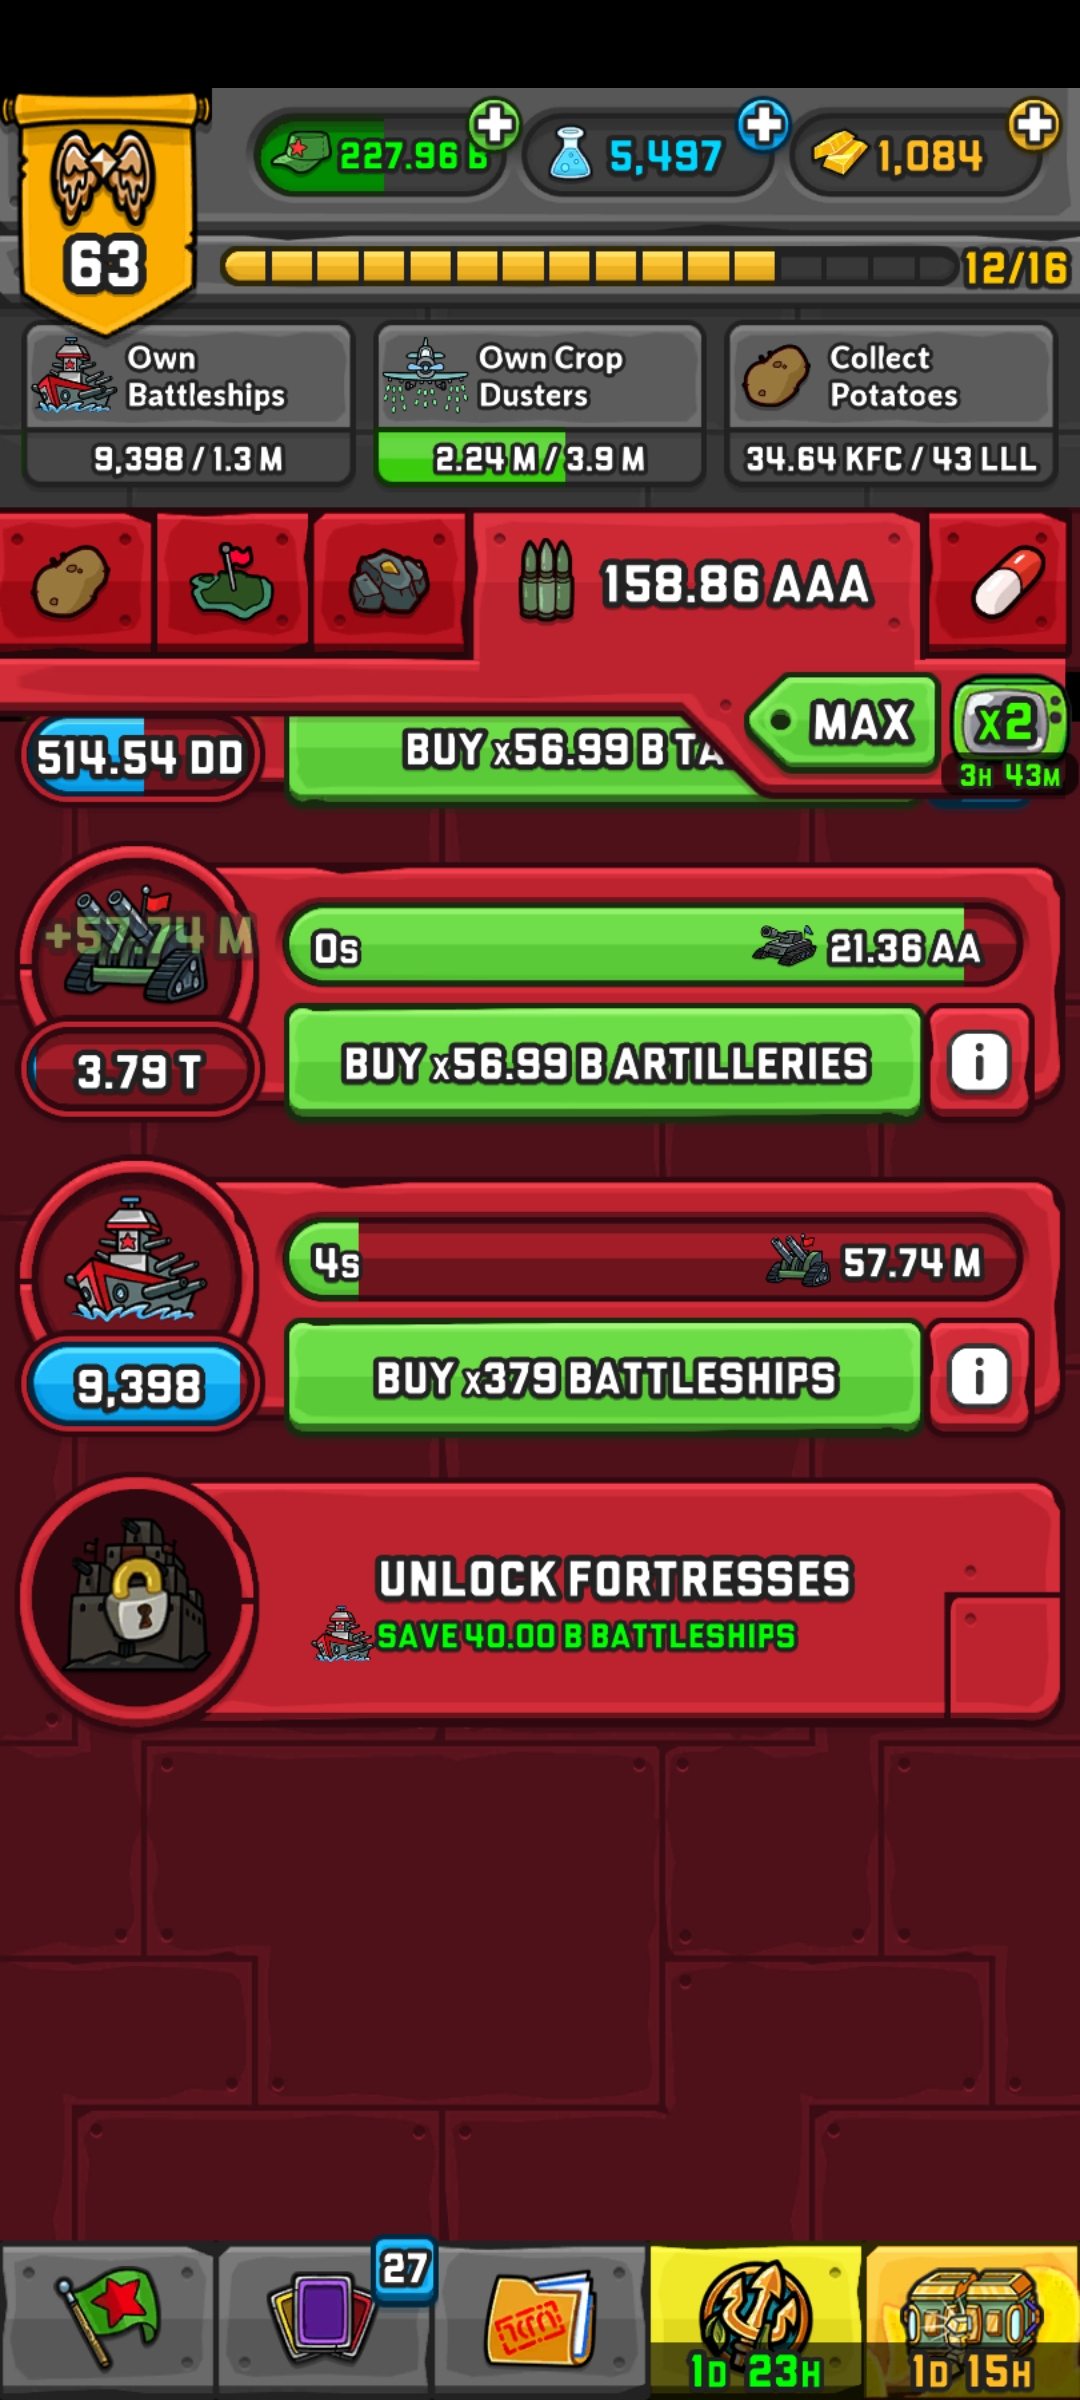 227.96 B
5,497
1,084
63
12/16
Own
Battleships
9,398 / 1.3 M
Own Crop
Dusters
2.24 M / 3.9 M
Collect
Potatoes
34.64 KFC / 43 LLL
158.86 AAA
MAX
x2
3H 43M
514.54 DD
BUY x56.99 B TA
+57.74 M
0s
21.36 AA
3.79 T
BUY x56.99 B ARTILLERIES
i
4s
57.74 M
9,398
BUY x379 BATTLESHIPS
i
UNLOCK FORTRESSES
SAVE 40.00 B BATTLESHIPS
27
1D 23H
1D 15H